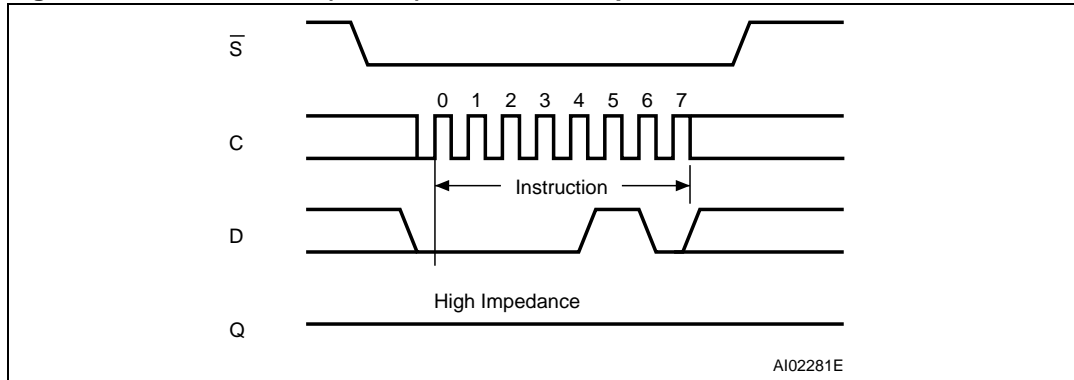 S̅
0 1 2 3 4 5 6 7
C
Instruction
D
High Impedance
Q
AI02281E